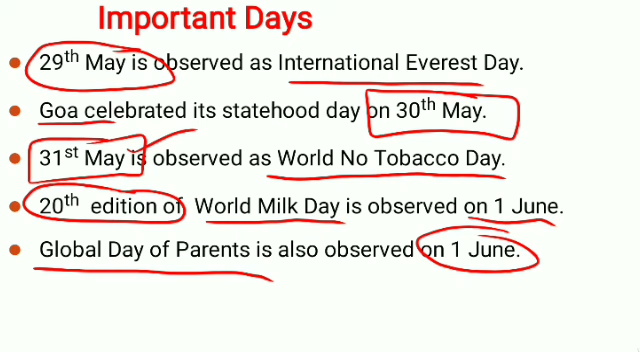 Important Days
29th May is observed as International Everest Day.
Goa celebrated its statehood day on 30th May.
31st May is observed as World No Tobacco Day.
20th edition of World Milk Day is observed on 1 June.
Global Day of Parents is also observed on 1 June.